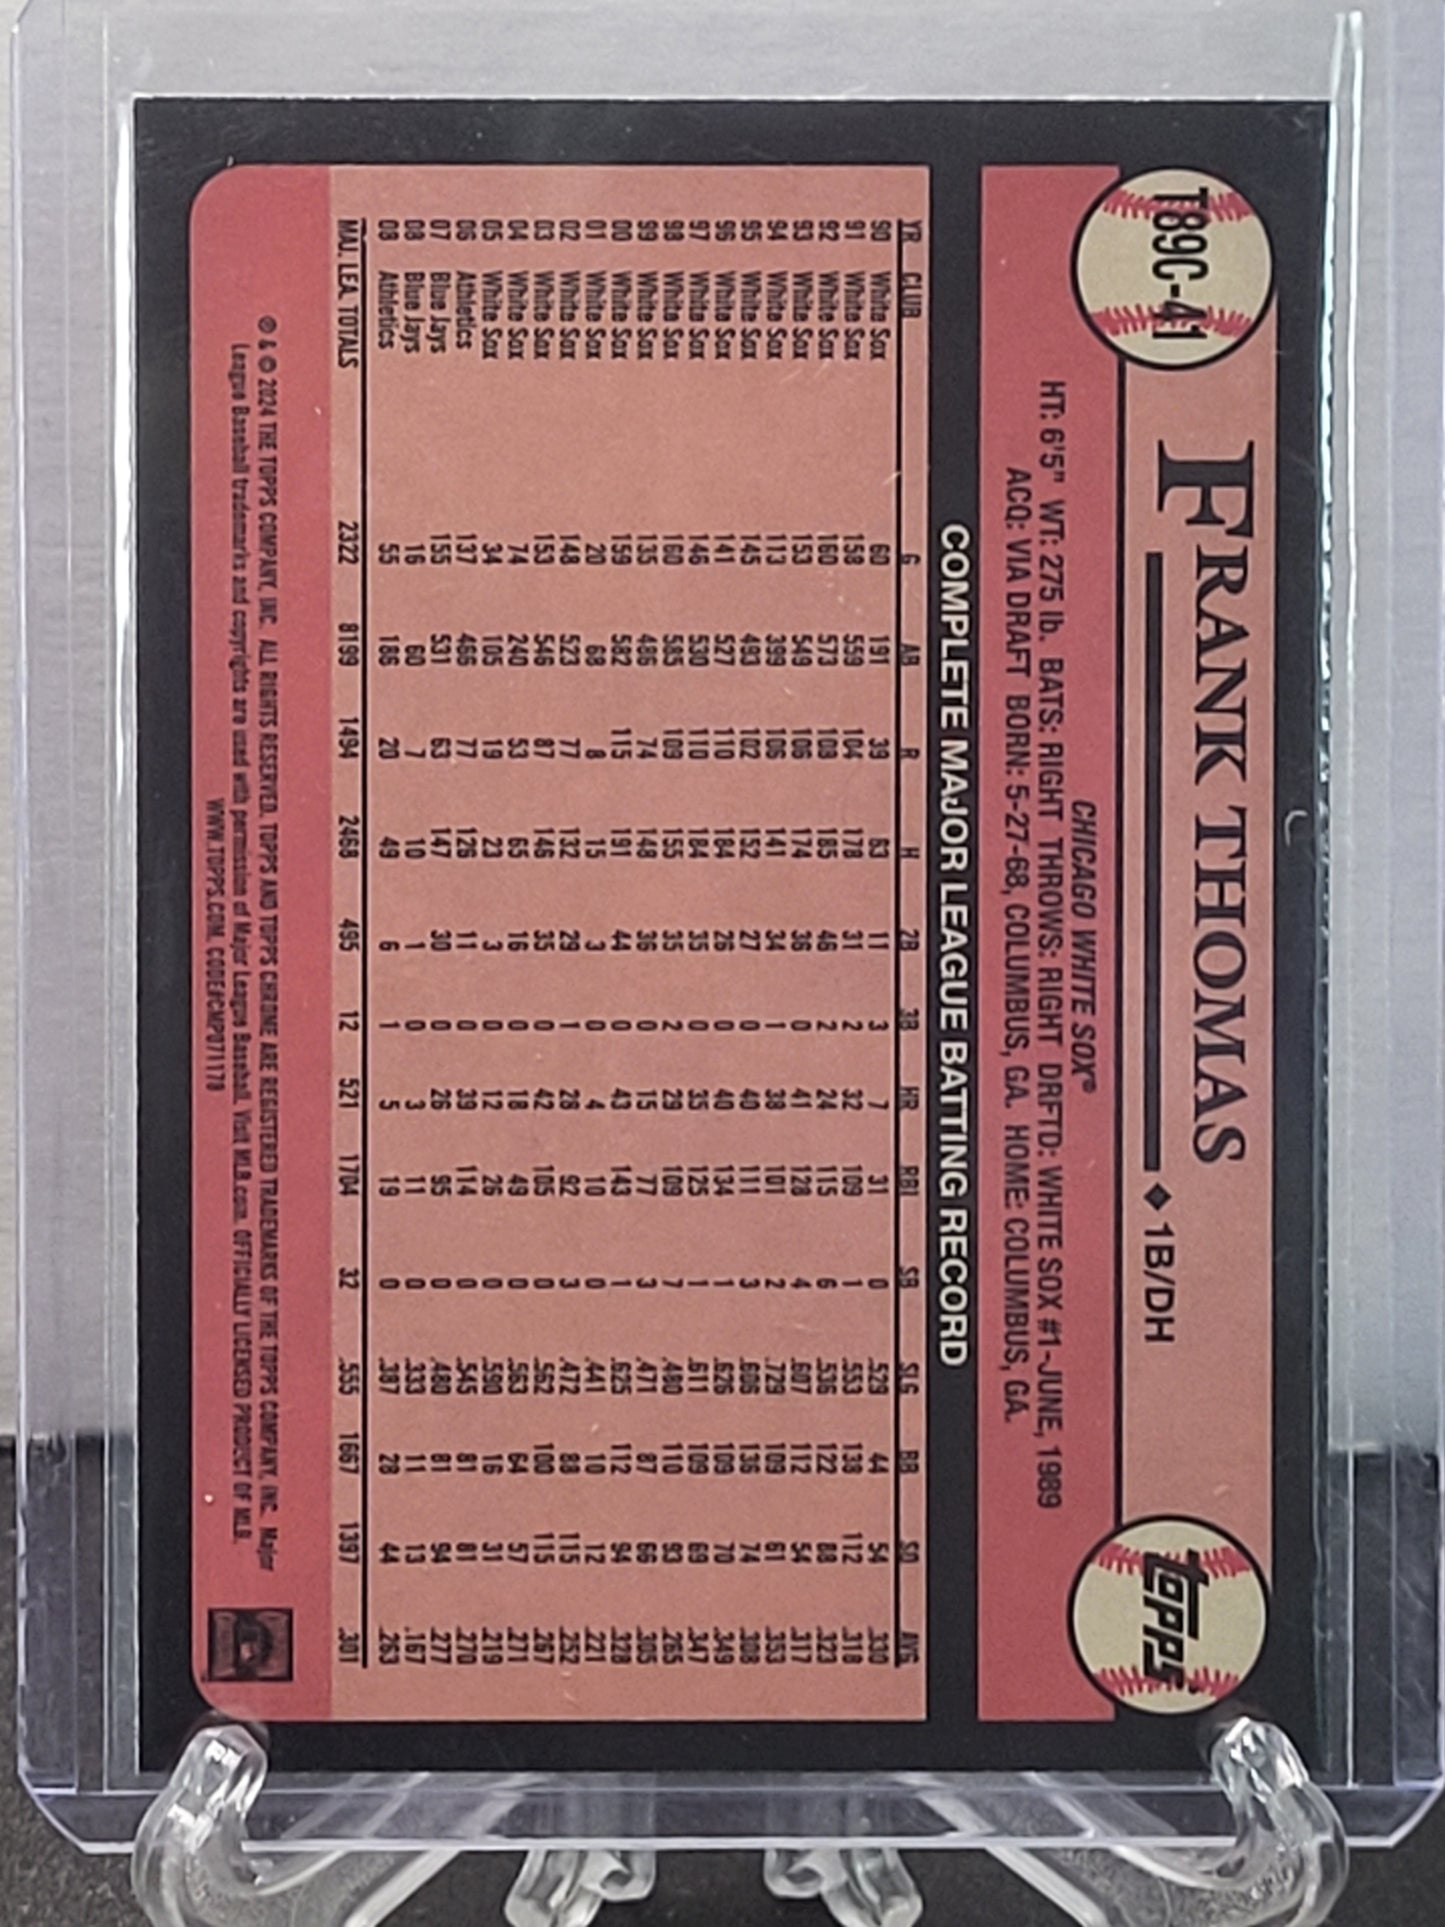 T89C-41
FRANK THOMAS
◆ 1B/DH
topps
CHICAGO WHITE SOX®
HT: 6'5" WT: 275 lb. BATS: RIGHT THROWS: RIGHT DRFTD: WHITE SOX #1-JUNE, 1989
ACQ: VIA DRAFT BORN: 5-27-68, COLUMBUS, GA. HOME: COLUMBUS, GA.
COMPLETE MAJOR LEAGUE BATTING RECORD
YR CLUB G AB R H 2B 3B HR RBI SB SLG BB SO AVG
90 White Sox 60 191 39 63 11 3 7 31 0 .529 44 54 .330
91 White Sox 158 559 104 178 31 2 32 109 1 .553 138 112 .318
92 White Sox 160 573 108 185 46 2 24 115 6 .536 122 88 .323
93 White Sox 153 549 106 174 36 0 41 128 4 .607 112 54 .317
94 White Sox 113 399 106 141 34 1 38 101 2 .729 109 61 .353
95 White Sox 145 493 102 152 27 0 40 111 3 .606 136 74 .308
96 White Sox 141 527 110 184 26 0 40 134 1 .626 109 70 .349
97 White Sox 146 530 110 184 35 0 35 125 1 .611 109 69 .347
98 White Sox 160 585 109 155 35 2 29 109 7 .480 110 93 .265
99 White Sox 135 486 74 148 36 0 15 77 3 .471 87 66 .305
00 White Sox 159 582 115 191 44 0 43 143 1 .625 112 94 .328
01 White Sox 20 68 8 15 3 0 4 10 0 .441 10 12 .221
02 White Sox 148 523 77 132 29 1 28 92 3 .472 88 115 .252
03 White Sox 153 546 87 146 35 0 42 105 0 .562 100 115 .267
04 White Sox 74 240 53 65 16 0 18 49 0 .563 64 57 .271
05 White Sox 34 105 19 23 3 0 12 26 0 .590 16 31 .219
06 Athletics 137 466 77 126 11 0 39 114 0 .545 81 81 .270
07 Blue Jays 155 531 63 147 30 0 26 95 0 .480 81 94 .277
08 Blue Jays 16 60 7 10 1 0 3 11 0 .333 11 13 .167
08 Athletics 55 186 20 49 6 1 5 19 0 .387 28 44 .263
MAJ. LEA. TOTALS 2322 8199 1494 2468 495 12 521 1704 32 .555 1667 1397 .301
® & © 2024 THE TOPPS COMPANY, INC. ALL RIGHTS RESERVED. TOPPS AND TOPPS CHROME ARE REGISTERED TRADEMARKS OF THE TOPPS COMPANY, INC. Major
League Baseball trademarks and copyrights are used with permission of Major League Baseball. Visit MLB.com. OFFICIALLY LICENSED PRODUCT OF MLB.
WWW.TOPPS.COM. CODE#CMP071178